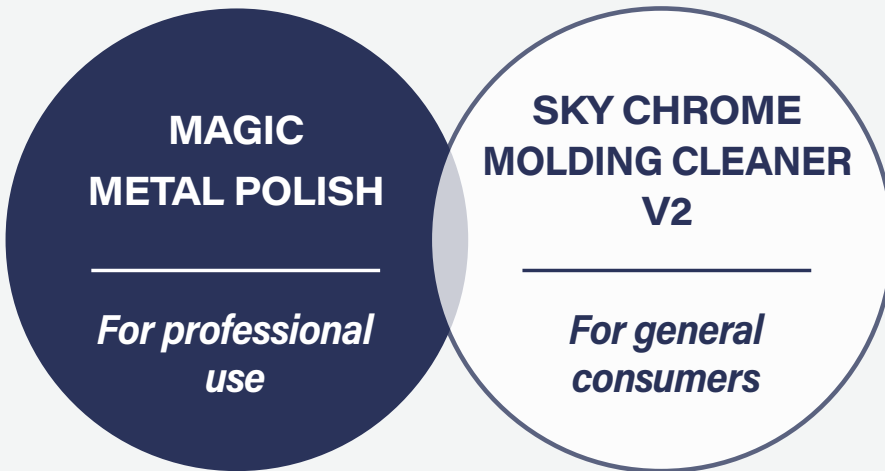 MAGIC
METAL POLISH
For professional
use
SKY CHROME
MOLDING CLEANER
V2
For general
consumers